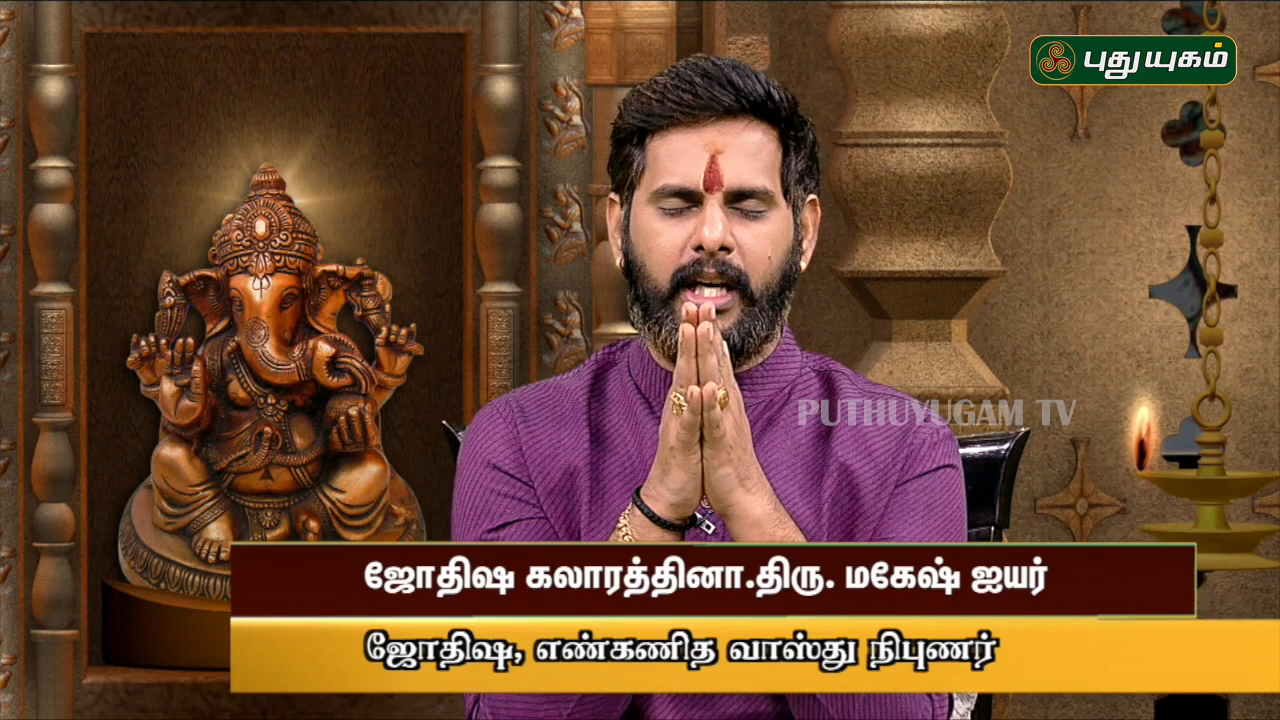 புதுயுகம்
PUTHUYUGAM TV
ஜோதிஷ கலாரத்தினா.திரு. மகேஷ் ஐயர்
ஜோதிஷ, எண்கணித வாஸ்து நிபுணர்